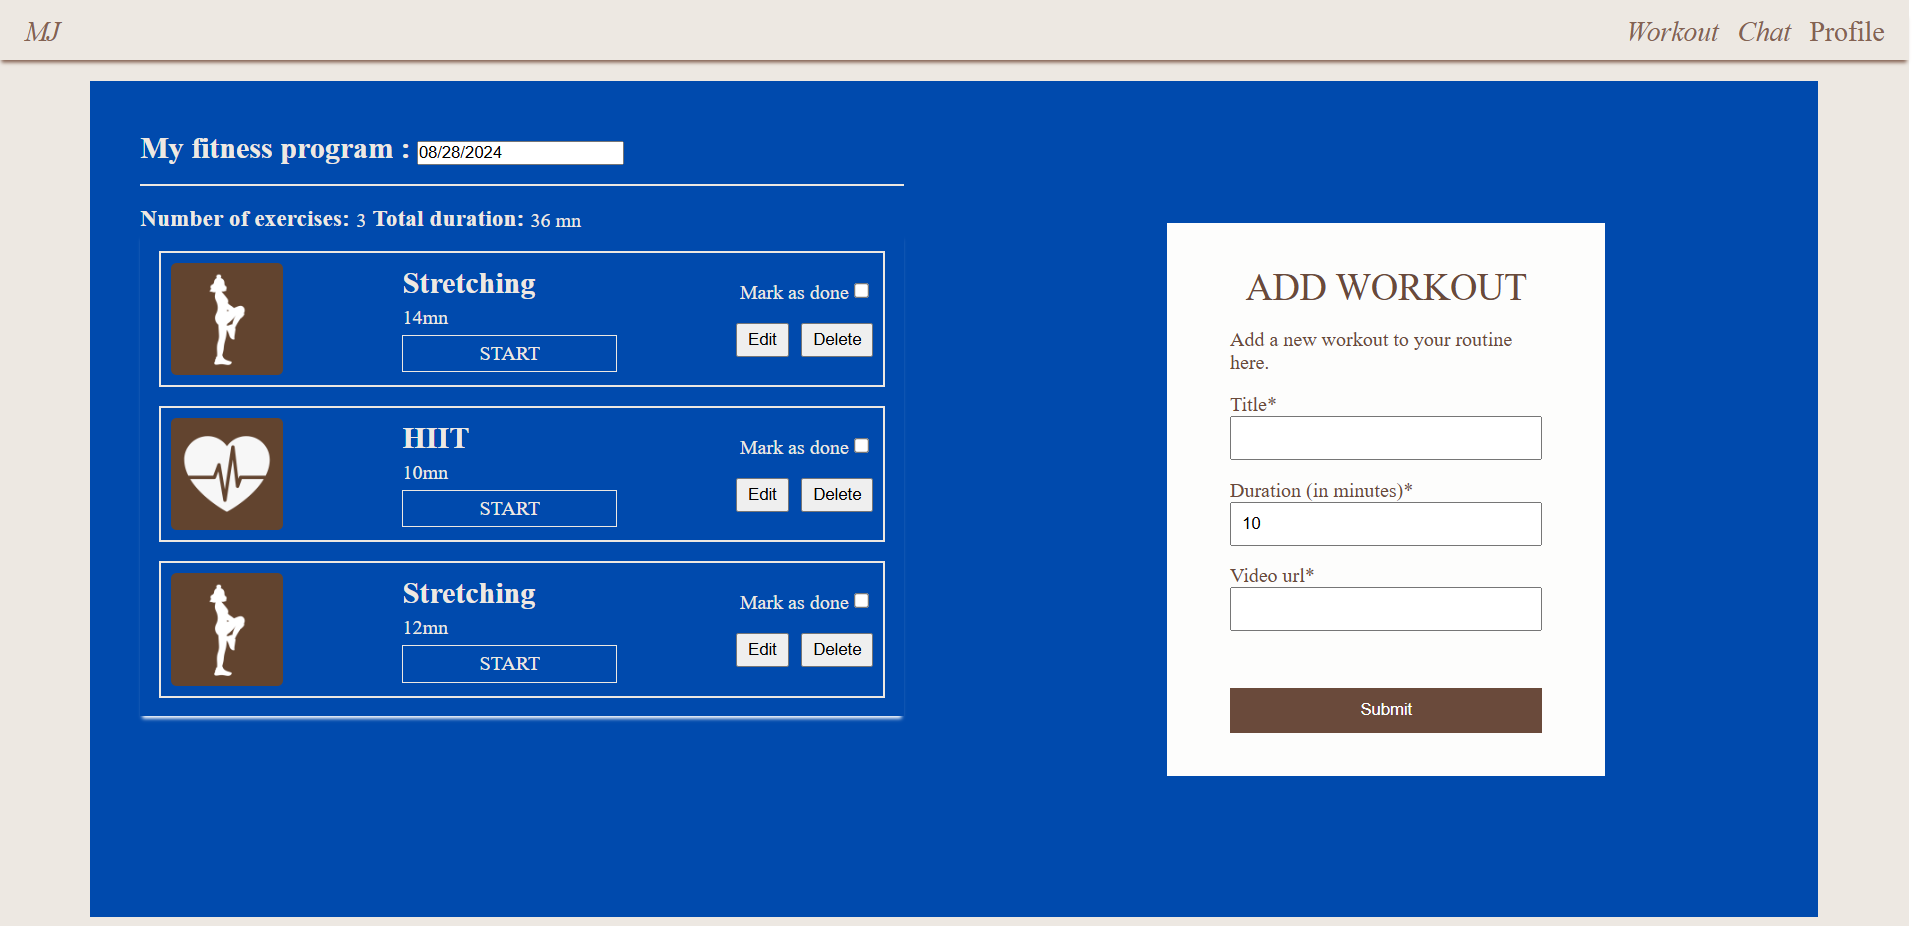 MJ
Workout Chat Profile
My fitness program : 08/28/2024
Number of exercises: 3 Total duration: 36 mn
Stretching
14mn
START
Mark as done
Edit Delete
HIIT
10mn
START
Mark as done
Edit Delete
Stretching
12mn
START
Mark as done
Edit Delete
ADD WORKOUT
Add a new workout to your routine
here.
Title*
Duration (in minutes)*
10
Video url*
Submit